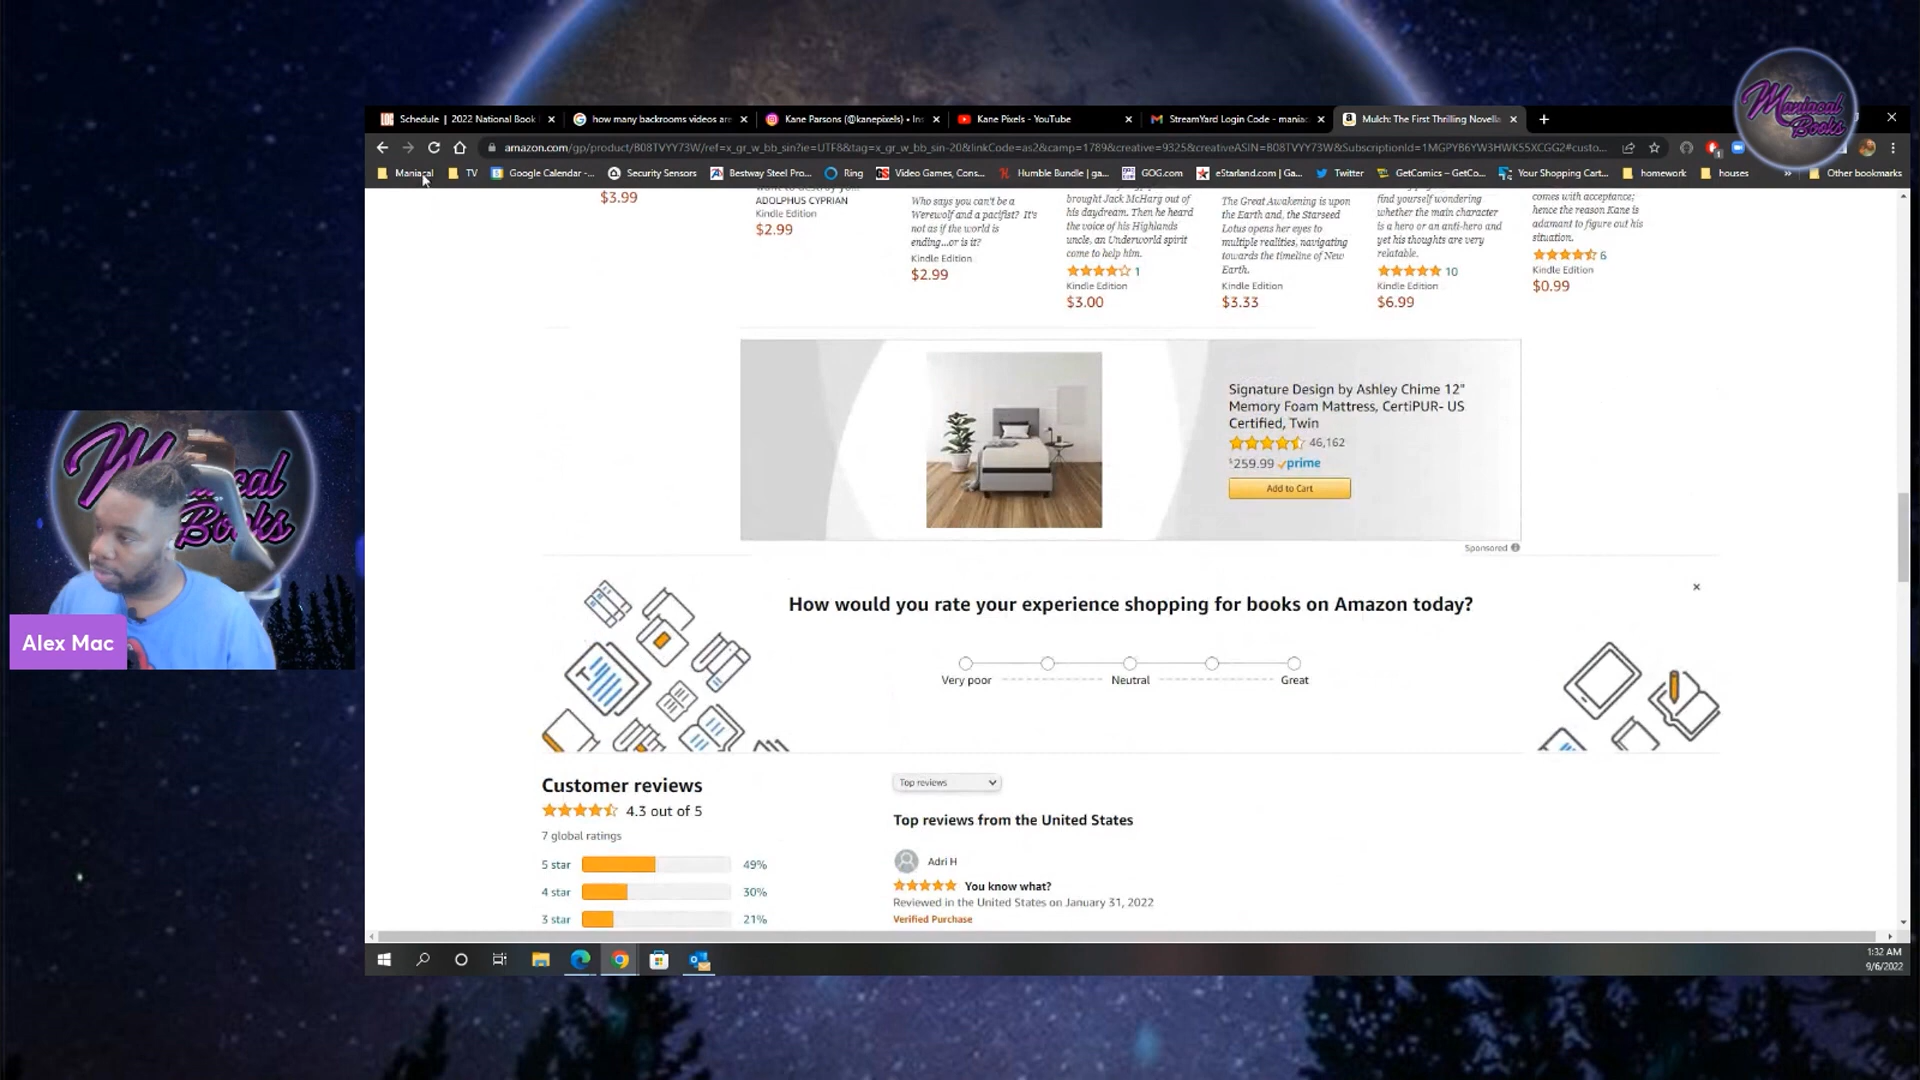 Maniacal
Books
Schedule | 2022 National Book
how many backrooms videos are
Kane Parsons (@kanepixels) • Ins
Kane Pixels - YouTube
StreamYard Login Code - maniac
Mulch: The First Thrilling Novella
amazon.com/gp/product/B08TVYY73W/ref=x_gr_w_bb_sin?ie=UTF8&tag=x_gr_w_bb_sin-20&linkCode=as2&camp=1789&creative=9325&creativeASIN=B08TVYY73W&SubscriptionId=1MGPYB6YW3HWK55XCGG2#custo...
Maniacal
TV
Google Calendar -...
Security Sensors
Bestway Steel Pro...
Ring
Video Games, Cons...
Humble Bundle | ga...
GOG.com
eStarland.com | Ga...
Twitter
GetComics – GetCo...
Your Shopping Cart...
homework
houses
»
Other bookmarks
$3.99
ADOLPHUS CYPRIAN
Kindle Edition
$2.99
Who says you can't be a
Werewolf and a pacifist? It's
not as if the world is
ending...or is it?
Kindle Edition
$2.99
brought Jack McHarg out of
his daydream. Then he heard
the voice of his Highlands
uncle, an Underworld spirit
come to help him.
1
Kindle Edition
$3.00
The Great Awakening is upon
the Earth and, the Starseed
Lotus opens her eyes to
multiple realities, navigating
towards the timeline of New
Earth.
Kindle Edition
$3.33
find yourself wondering
whether the main character
is a hero or an anti-hero and
yet his thoughts are very
relatable.
10
Kindle Edition
$6.99
comes with acceptance;
hence the reason Kane is
adamant to figure out his
situation.
6
Kindle Edition
$0.99
Signature Design by Ashley Chime 12"
Memory Foam Mattress, CertiPUR- US
Certified, Twin
46,162
$259.99 prime
Add to Cart
Sponsored
How would you rate your experience shopping for books on Amazon today?
Very poor
Neutral
Great
Customer reviews
4.3 out of 5
7 global ratings
5 star 49%
4 star 30%
3 star 21%
Top reviews
Top reviews from the United States
Adri H
You know what?
Reviewed in the United States on January 31, 2022
Verified Purchase
Alex Mac
1:32 AM
9/6/2022